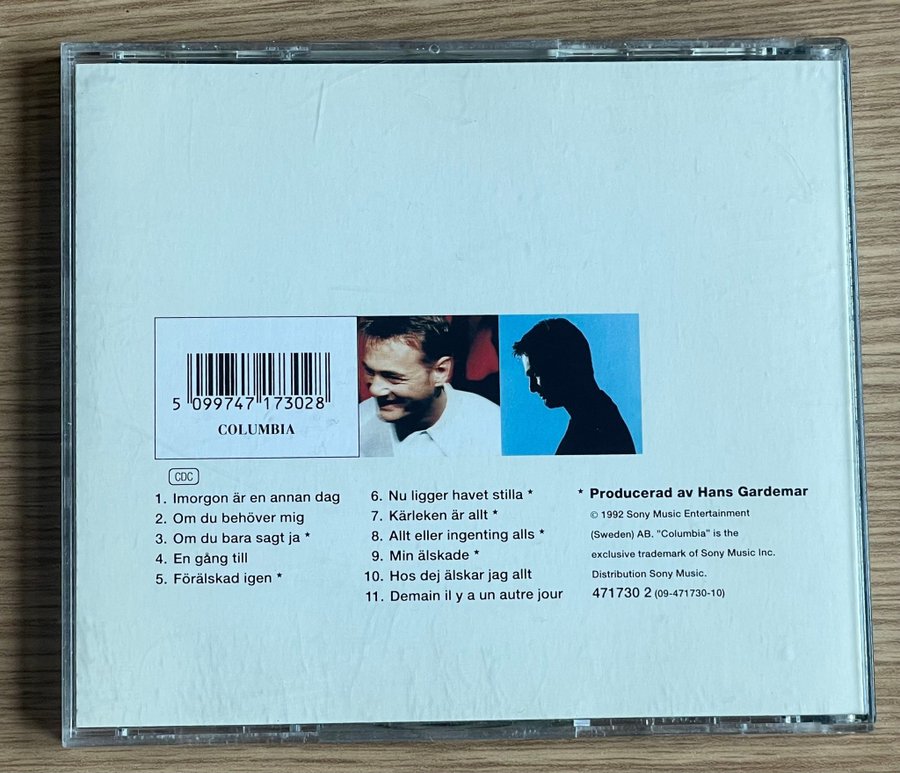 5 099747 173028
COLUMBIA
CDC
1. Imorgon är en annan dag
2. Om du behöver mig
3. Om du bara sagt ja *
4. En gång till
5. Förälskad igen *
6. Nu ligger havet stilla *
7. Kärleken är allt *
8. Allt eller ingenting alls *
9. Min älskade *
10. Hos dej älskar jag allt
11. Demain il y a un autre jour
* Producerad av Hans Gardemar
© 1992 Sony Music Entertainment
(Sweden) AB. "Columbia" is the
exclusive trademark of Sony Music Inc.
Distribution Sony Music.
471730 2 (09-471730-10)